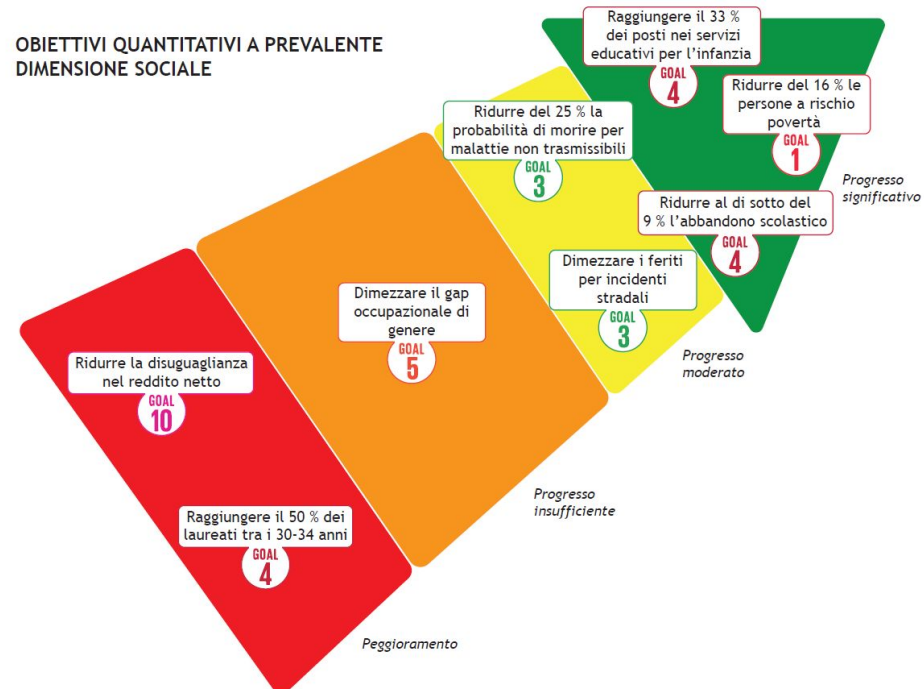 OBIETTIVI QUANTITATIVI A PREVALENTE
DIMENSIONE SOCIALE
Raggiungere il 33 %
dei posti nei servizi
educativi per l'infanzia
GOAL
4
Ridurre del 16 % le
persone a rischio
povertà
GOAL
1
Progresso
significativo
Ridurre del 25 % la
probabilità di morire per
malattie non trasmissibili
GOAL
3
Ridurre al di sotto del
9 % l'abbandono scolastico
GOAL
4
Dimezzare i feriti
per incidenti
stradali
GOAL
3
Progresso
moderato
Dimezzare il gap
occupazionale di
genere
GOAL
5
Progresso
insufficiente
Ridurre la disuguaglianza
nel reddito netto
GOAL
10
Raggiungere il 50 % dei
laureati tra i 30-34 anni
GOAL
4
Peggioramento